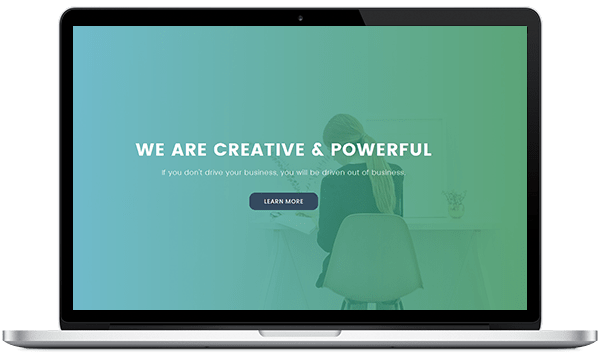 WE ARE CREATIVE & POWERFUL
If you don't drive your business, you will be driven out of business.
LEARN MORE